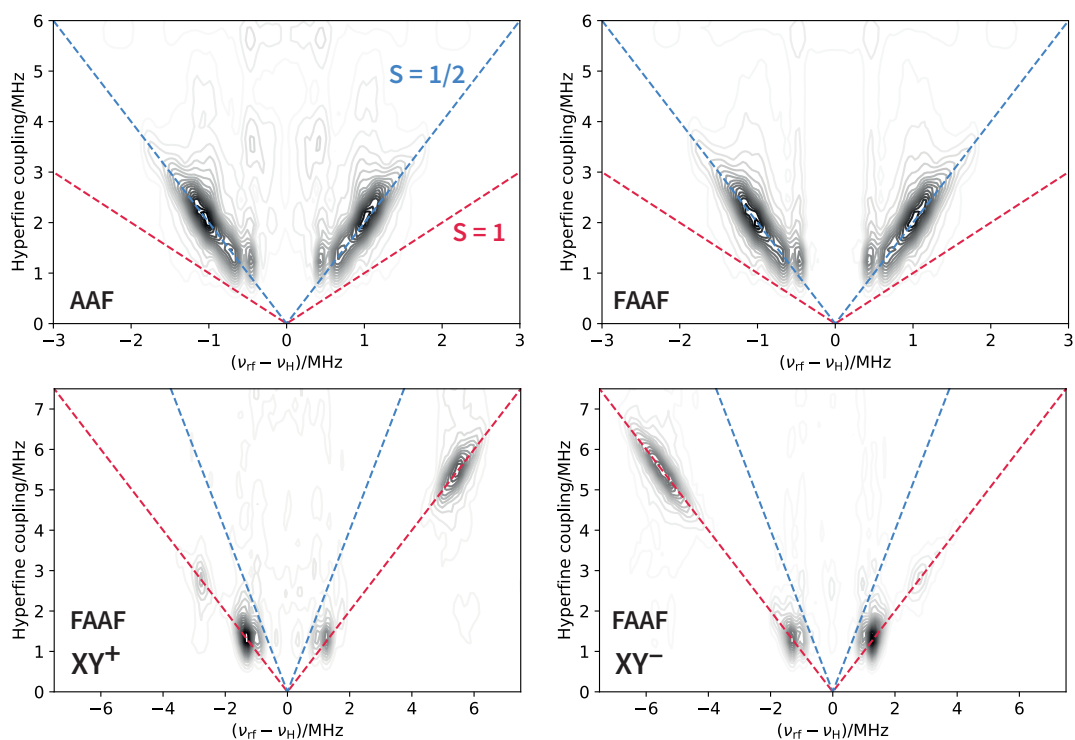 6
5
4
3
2
1
0
Hyperfine coupling/MHz
S = 1/2
S = 1
AAF
−3 −2 −1 0 1 2 3
(νrf − νH)/MHz
6
5
4
3
2
1
0
Hyperfine coupling/MHz
FAAF
−3 −2 −1 0 1 2 3
(νrf − νH)/MHz
7
6
5
4
3
2
1
0
Hyperfine coupling/MHz
FAAF
XY⁺
−6 −4 −2 0 2 4 6
(νrf − νH)/MHz
7
6
5
4
3
2
1
0
Hyperfine coupling/MHz
FAAF
XY⁻
−6 −4 −2 0 2 4 6
(νrf − νH)/MHz